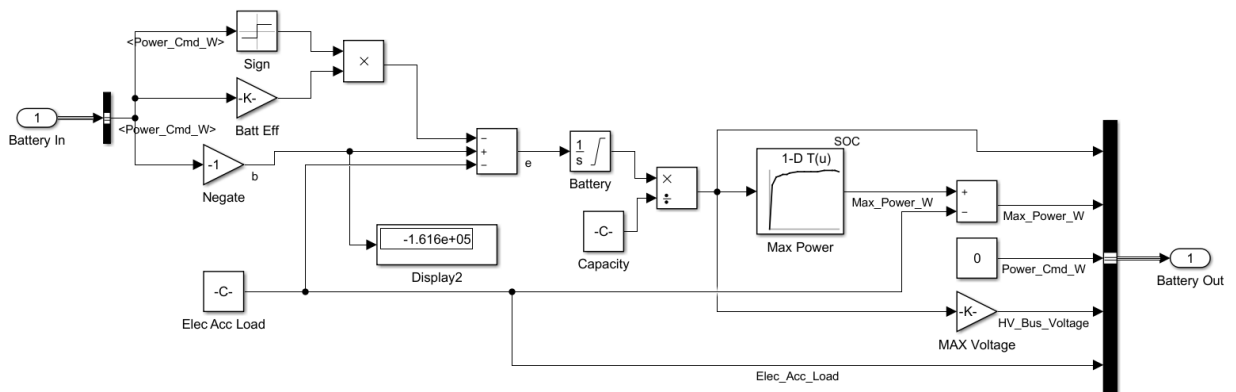 <Power_Cmd_W>
Sign
×
1
Battery In
-K-
Batt Eff
<Power_Cmd_W>
-1
Negate
b
−
+
−
e
1
s
Battery
×
÷
-C-
Capacity
SOC
1-D T(u)
Max Power
Max_Power_W
+
−
Max_Power_W
0
Power_Cmd_W
1
Battery Out
-1.616e+05
Display2
-C-
Elec Acc Load
-K-
MAX Voltage
HV_Bus_Voltage
Elec_Acc_Load